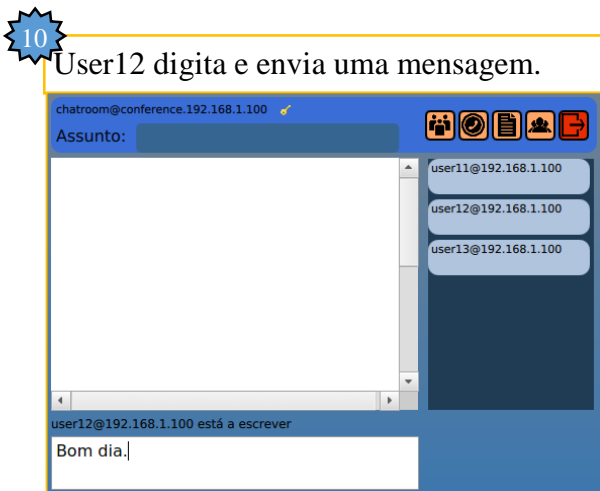 10
User12 digita e envia uma mensagem.
chatroom@conference.192.168.1.100
Assunto:
user11@192.168.1.100
user12@192.168.1.100
user13@192.168.1.100
user12@192.168.1.100 está a escrever
Bom dia.